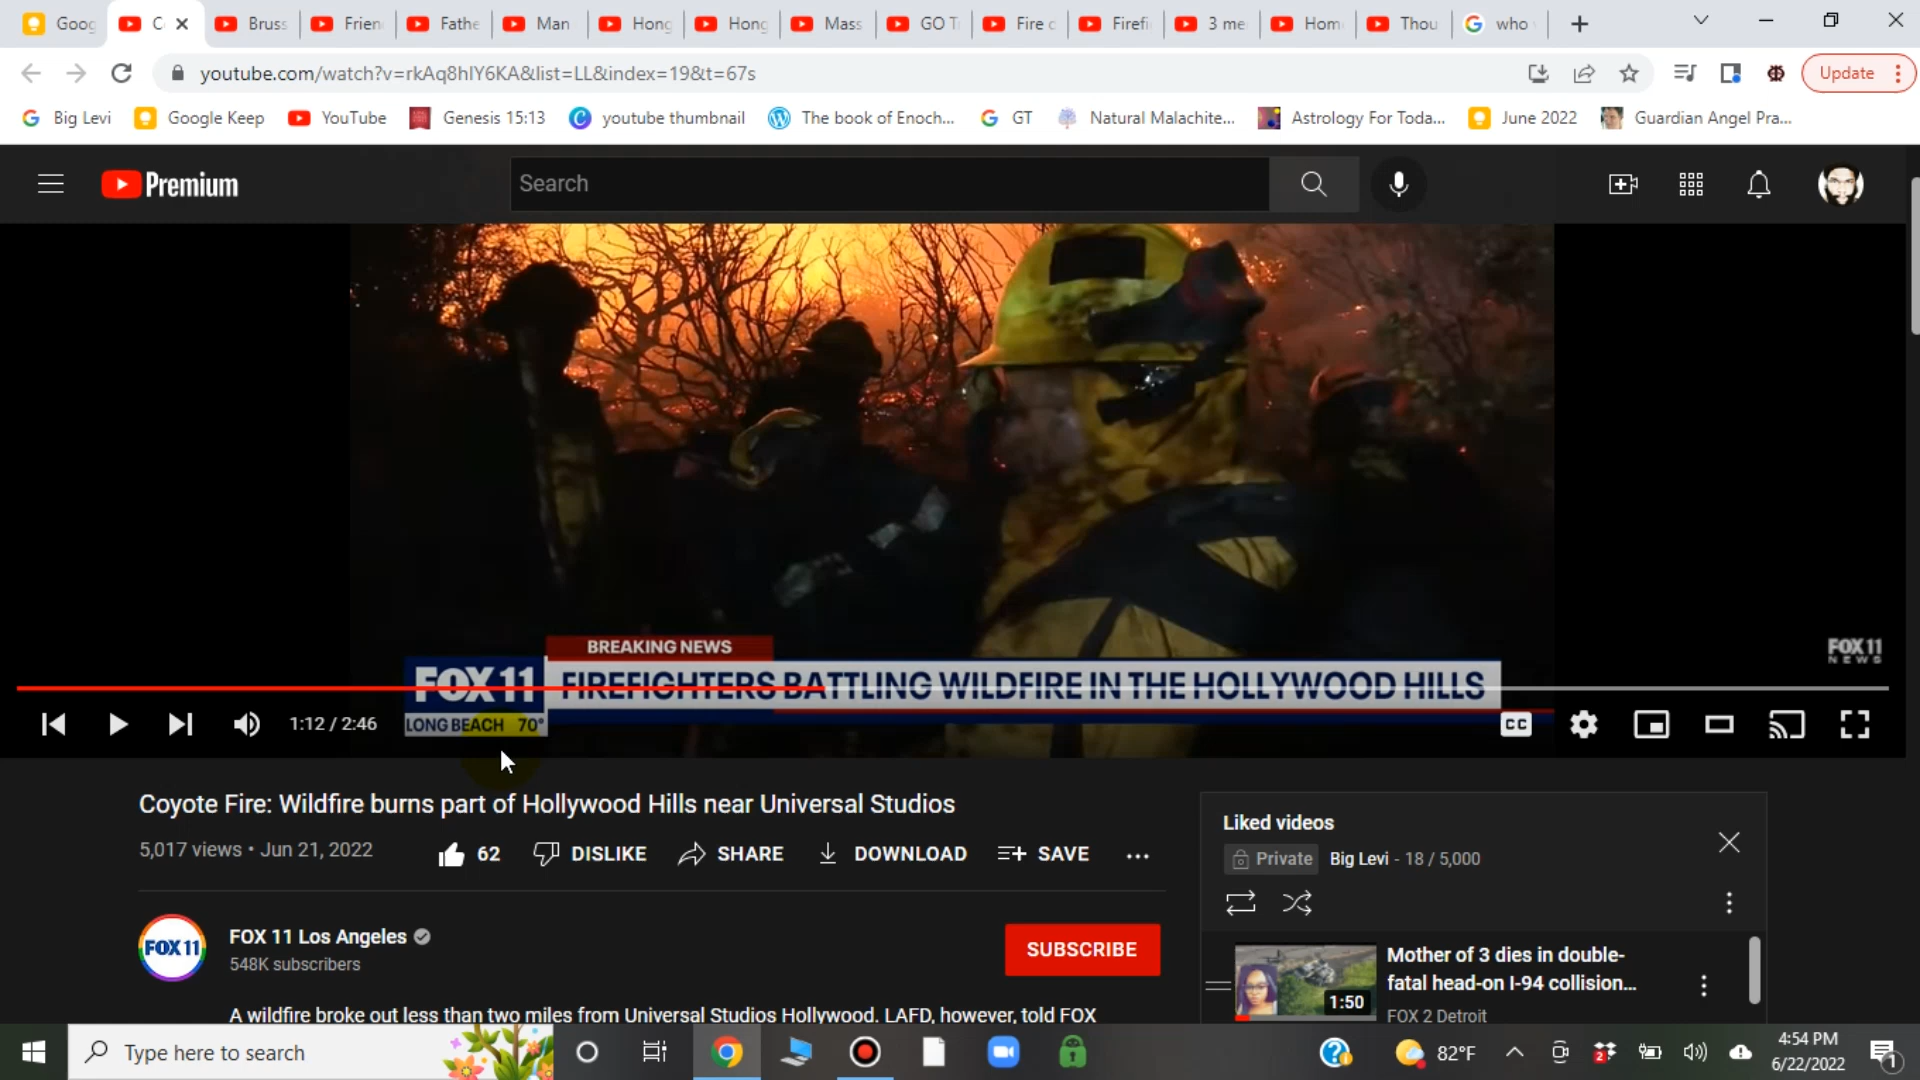 Goog
C
Bruss
Frien
Fathe
Man
Hong
Hong
Mass
GO T
Fire c
Firefi
3 me
Hom
Thou
who
youtube.com/watch?v=rkAq8hlY6KA&list=LL&index=19&t=67s
Update
Big Levi
Google Keep
YouTube
Genesis 15:13
youtube thumbnail
The book of Enoch...
GT
Natural Malachite...
Astrology For Toda...
June 2022
Guardian Angel Pra...
Premium
Search
BREAKING NEWS
FOX 11
FIREFIGHTERS BATTLING WILDFIRE IN THE HOLLYWOOD HILLS
FOX 11
NEWS
1:12 / 2:46
LONG BEACH 70°
CC
Coyote Fire: Wildfire burns part of Hollywood Hills near Universal Studios
5,017 views • Jun 21, 2022
62
DISLIKE
SHARE
DOWNLOAD
SAVE
Liked videos
Private
Big Levi - 18 / 5,000
FOX 11
FOX 11 Los Angeles
548K subscribers
SUBSCRIBE
Mother of 3 dies in double-
fatal head-on I-94 collision...
1:50
FOX 2 Detroit
A wildfire broke out less than two miles from Universal Studios Hollywood. LAFD, however, told FOX
Type here to search
2
82°F
4:54 PM
6/22/2022
1